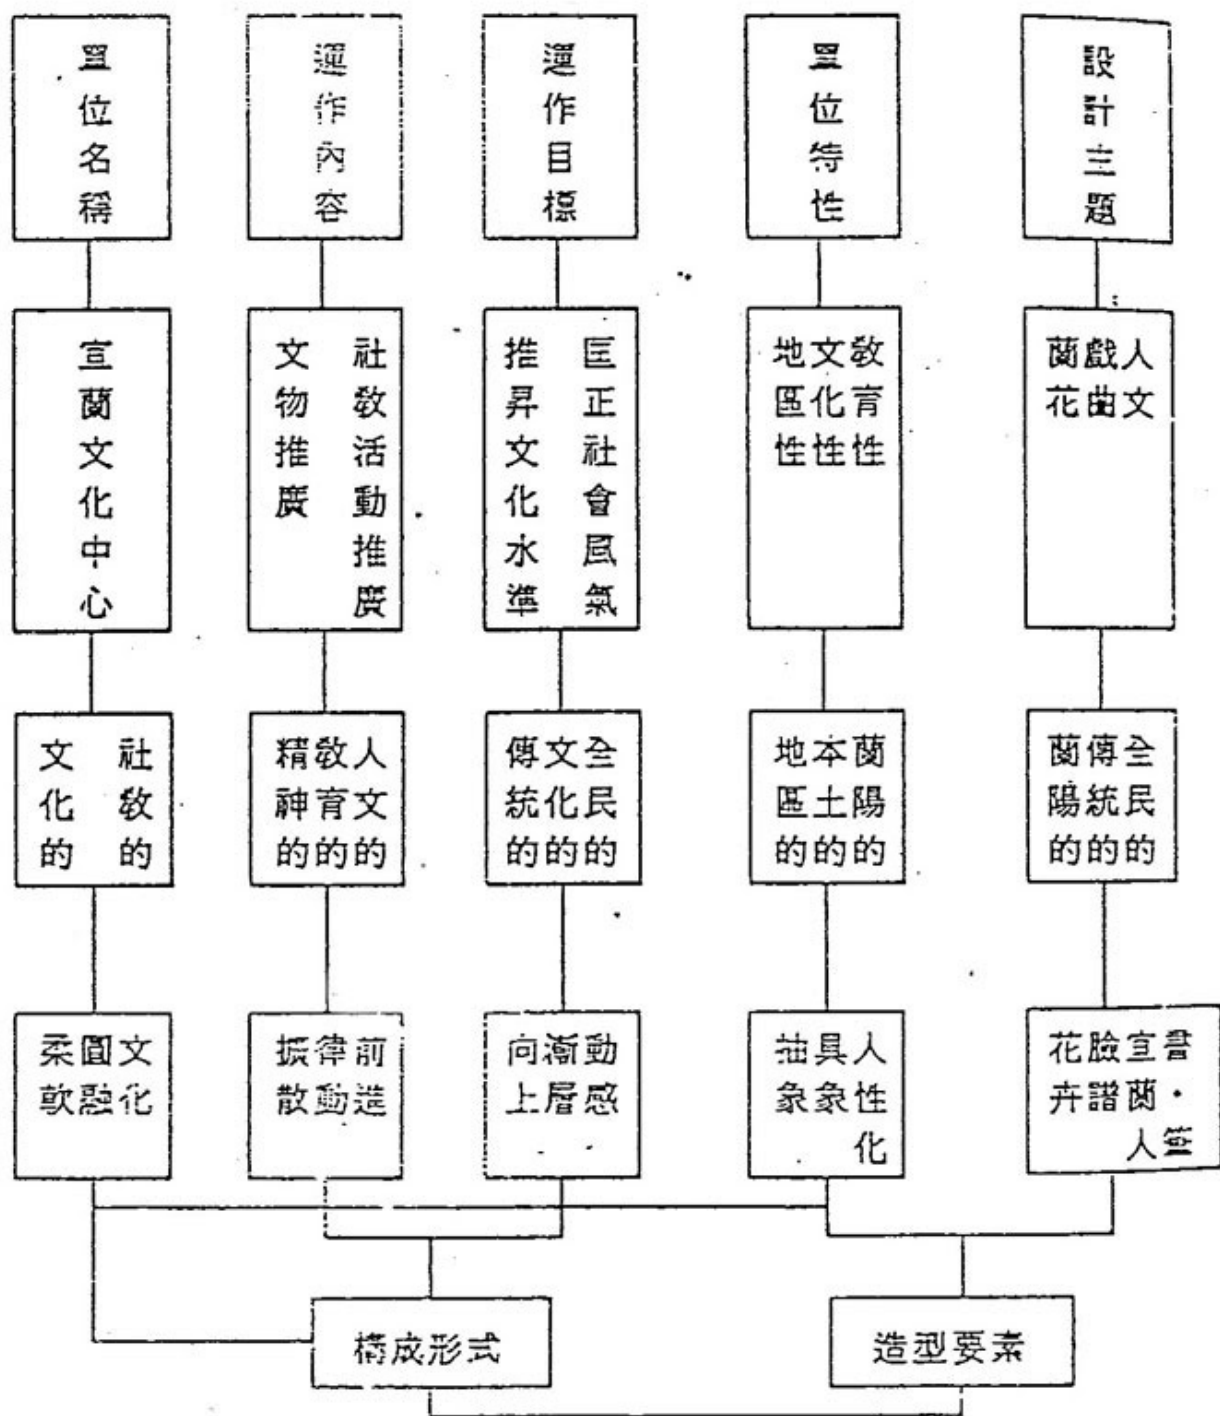 單位名稱
運作內容
運作目標
單位特性
設計主題
宜蘭文化中心
社教活動推廣
文物推廣
匡正社會風氣
推昇文化水準
教育性
文化性
地區性
人文
戲曲
蘭花
社教的
文化的
人文的
教育的
精神的
全民的
文化的
傳統的
蘭陽的
本土的
地區的
全民的
傳統的
蘭陽的
文化
圓融
柔軟
前進
律動
擴散
動感
漸層
向上
人性化
具象
抽象
書・畫
宜蘭人
臉譜
花卉
構成形式
造型要素